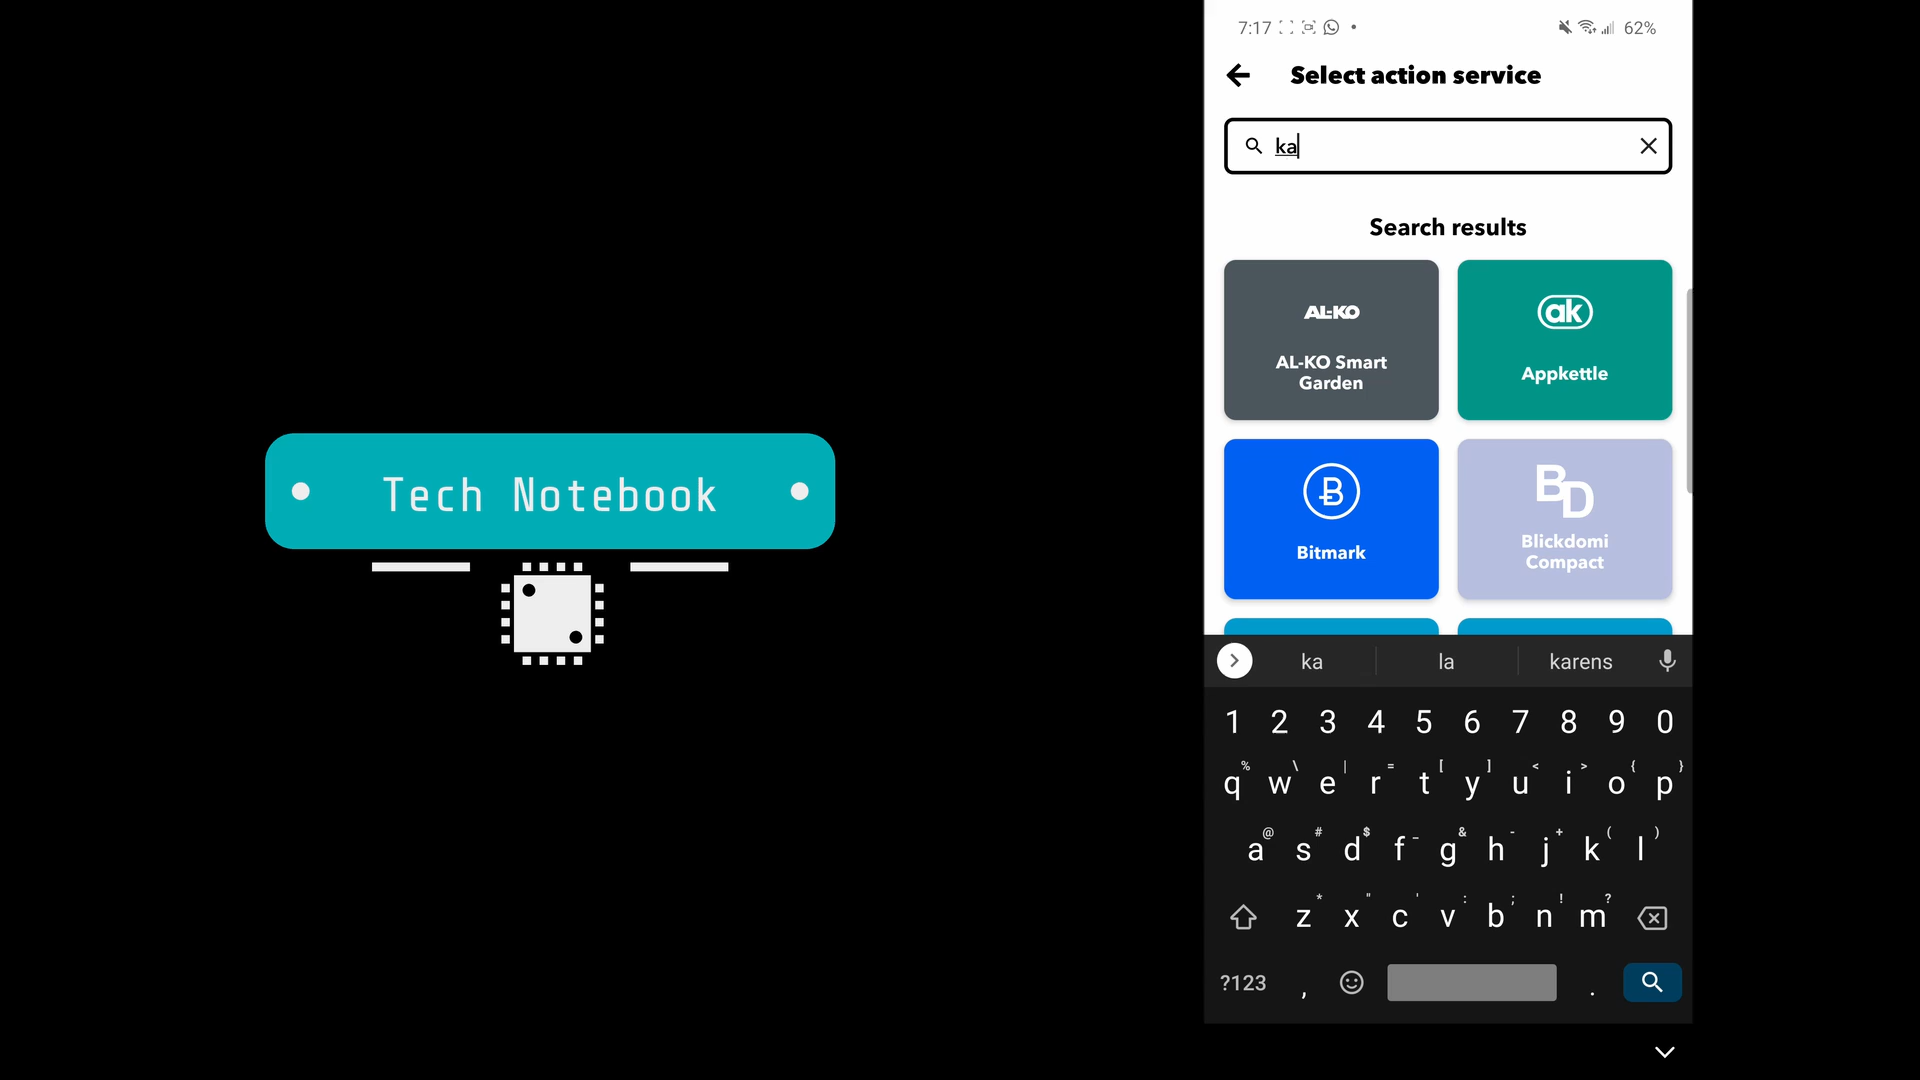 Tech Notebook
7:17
62%
Select action service
ka
Search results
AL-KO
AL-KO Smart
Garden
ak
Appkettle
B
Bitmark
BD
Blickdomi
Compact
ka la karens
1 2 3 4 5 6 7 8 9 0
% \ | = [ ] < > { }
q w e r t y u i o p
@ # $ _ & - + ( )
a s d f g h j k l
* " ' : ; ! ?
z x c v b n m
?123 , .